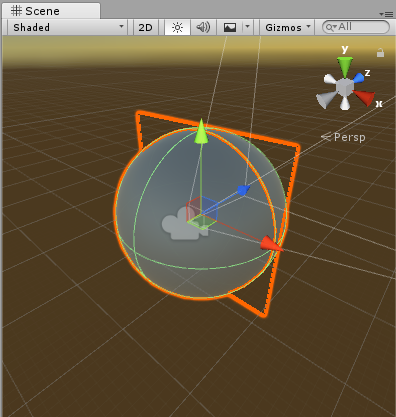 Scene
Shaded 2D Gizmos All
y
z
x
Persp